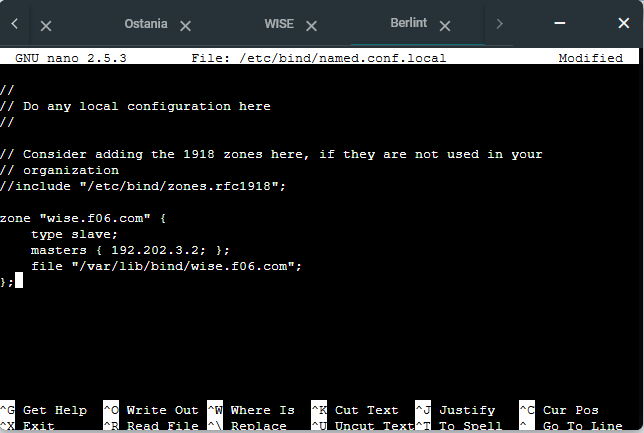 Ostania WISE Berlint
GNU nano 2.5.3 File: /etc/bind/named.conf.local Modified
//
// Do any local configuration here
//
// Consider adding the 1918 zones here, if they are not used in your
// organization
//include "/etc/bind/zones.rfc1918";
zone "wise.f06.com" {
    type slave;
    masters { 192.202.3.2; };
    file "/var/lib/bind/wise.f06.com";
};
^G Get Help ^O Write Out ^W Where Is ^K Cut Text ^J Justify ^C Cur Pos
^X Exit ^R Read File ^\ Replace ^U Uncut Text ^T To Spell ^_ Go To Line